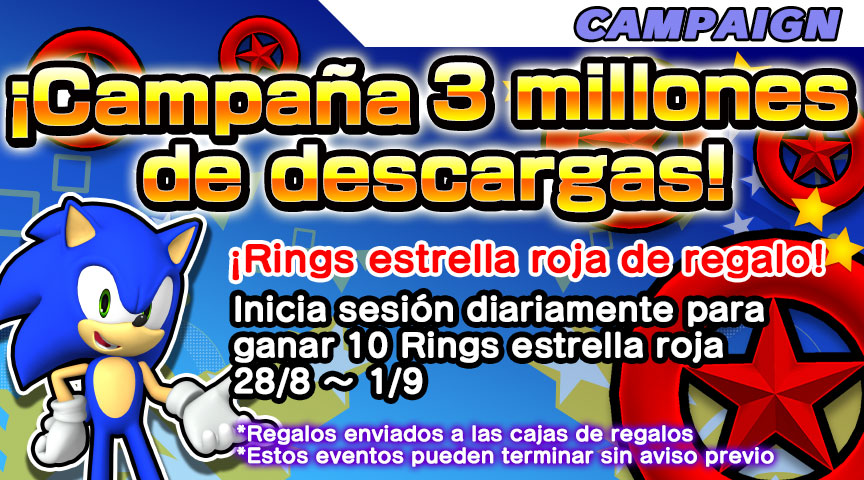 CAMPAIGN
¡Campaña 3 millones
de descargas!
¡Rings estrella roja de regalo!
Inicia sesión diariamente para
ganar 10 Rings estrella roja
28/8 ~ 1/9
*Regalos enviados a las cajas de regalos
*Estos eventos pueden terminar sin aviso previo